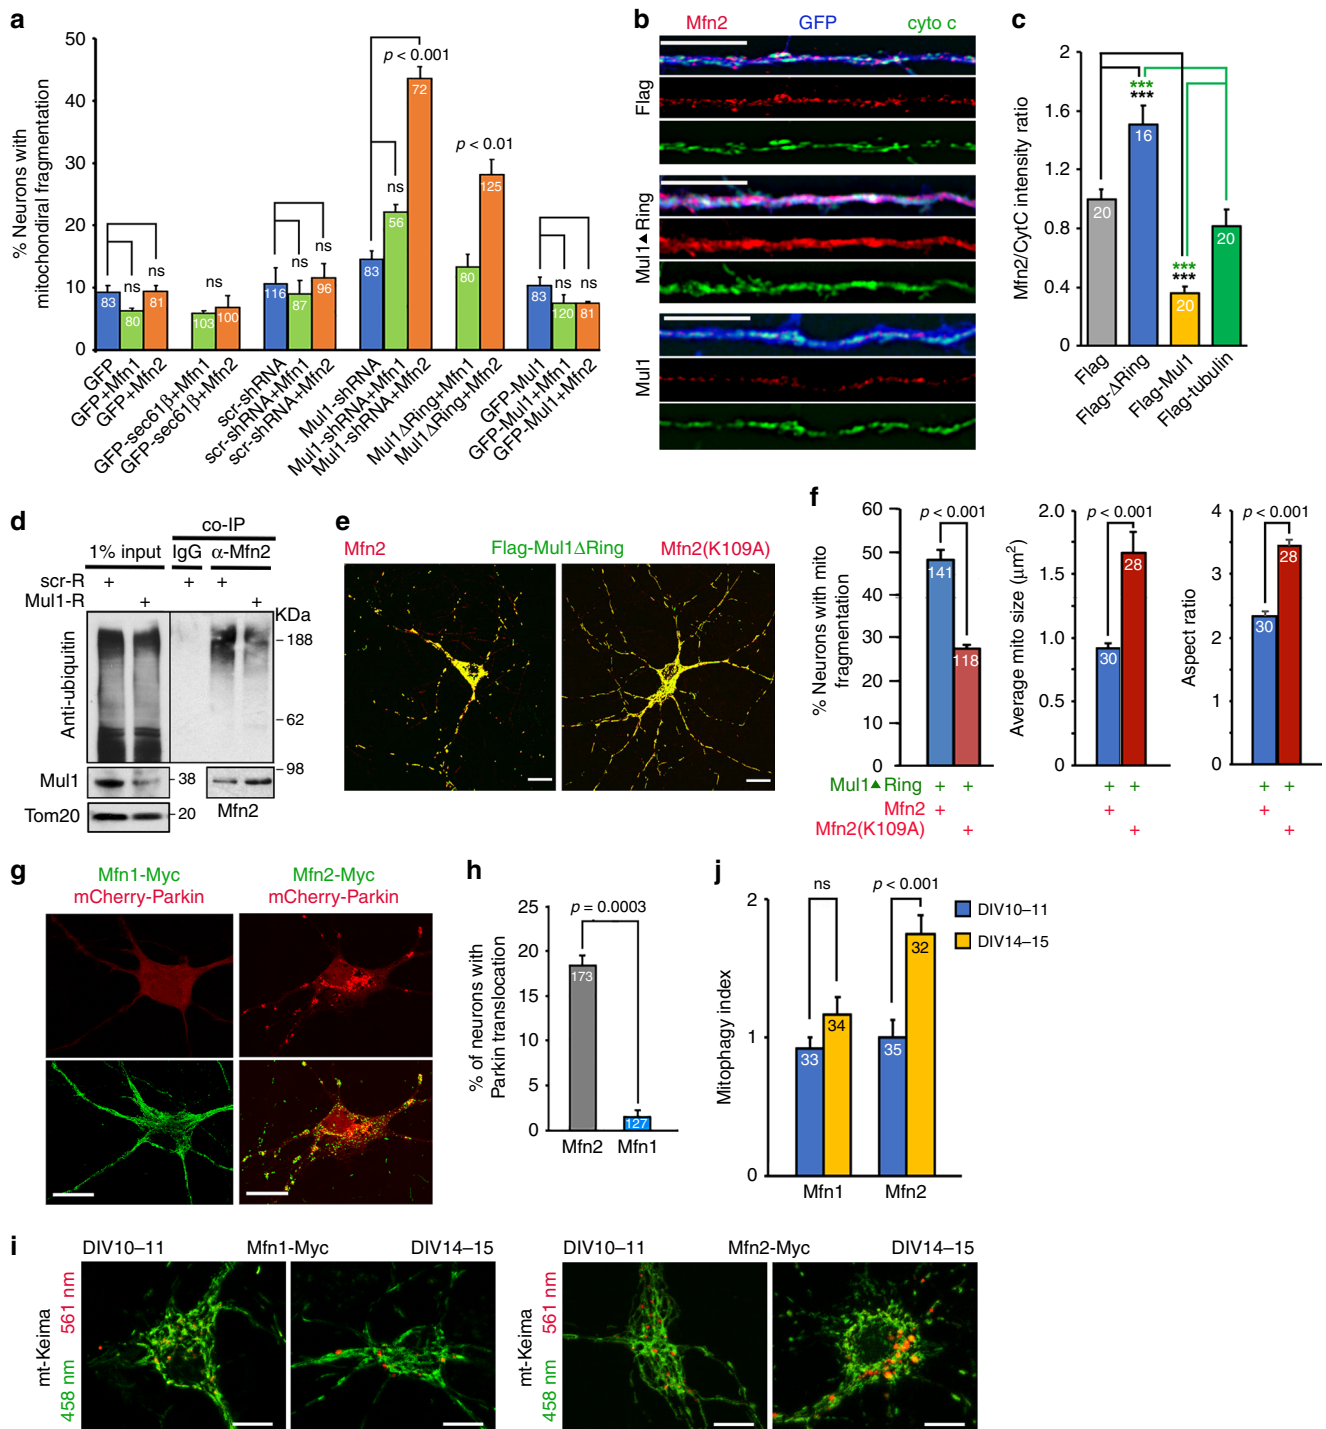 a
% Neurons with
mitochondiral fragmentation
50
40
30
20
10
0
83
80
81
ns
ns
103
100
ns
116
87
96
ns
ns
83
56
72
ns
p < 0.001
80
125
p < 0.01
83
120
81
ns
ns
GFP
GFP+Mfn1
GFP+Mfn2
GFP-sec61β+Mfn1
GFP-sec61β+Mfn2
scr-shRNA
scr-shRNA+Mfn1
scr-shRNA+Mfn2
Mul1-shRNA
Mul1-shRNA+Mfn1
Mul1-shRNA+Mfn2
Mul1ΔRing+Mfn1
Mul1ΔRing+Mfn2
GFP-Mul1
GFP-Mul1+Mfn1
GFP-Mul1+Mfn2
b
Mfn2 GFP cyto c
Flag
Mul1▲Ring
Mul1
c
Mfn2/CytC intensity ratio
2
1.6
1.2
0.8
0.4
0
***
***
***
***
20
16
20
20
Flag
Flag-ΔRing
Flag-Mul1
Flag-tubulin
d
co-IP
1% input IgG α-Mfn2
scr-R + + +
Mul1-R + +
KDa
Anti-ubiquitin
188
62
98
Mul1
38
Tom20
20
Mfn2
e
Mfn2 Flag-Mul1ΔRing Mfn2(K109A)
f
% Neurons with mito
fragmentation
60
50
40
30
20
10
0
p < 0.001
141
118
Average mito size (μm²)
2.0
1.5
1.0
0.5
0
p < 0.001
30
28
Aspect ratio
4
3
2
1
0
p < 0.001
30
28
Mul1▲Ring + + + + + +
Mfn2 + + +
Mfn2(K109A) + + +
g
Mfn1-Myc
mCherry-Parkin
Mfn2-Myc
mCherry-Parkin
h
% of neurons with
Parkin translocation
25
20
15
10
5
0
p = 0.0003
173
127
Mfn2 Mfn1
j
Mitophagy index
2
1
0
ns
p < 0.001
33
34
35
32
Mfn1 Mfn2
DIV10–11
DIV14–15
i
DIV10–11 Mfn1-Myc DIV14–15
DIV10–11 Mfn2-Myc DIV14–15
mt-Keima
458 nm 561 nm
mt-Keima
458 nm 561 nm